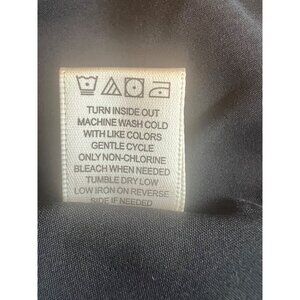 TURN INSIDE OUT
MACHINE WASH COLD
WITH LIKE COLORS
GENTLE CYCLE
ONLY NON-CHLORINE
BLEACH WHEN NEEDED
TUMBLE DRY LOW
LOW IRON ON REVERSE
SIDE IF NEEDED